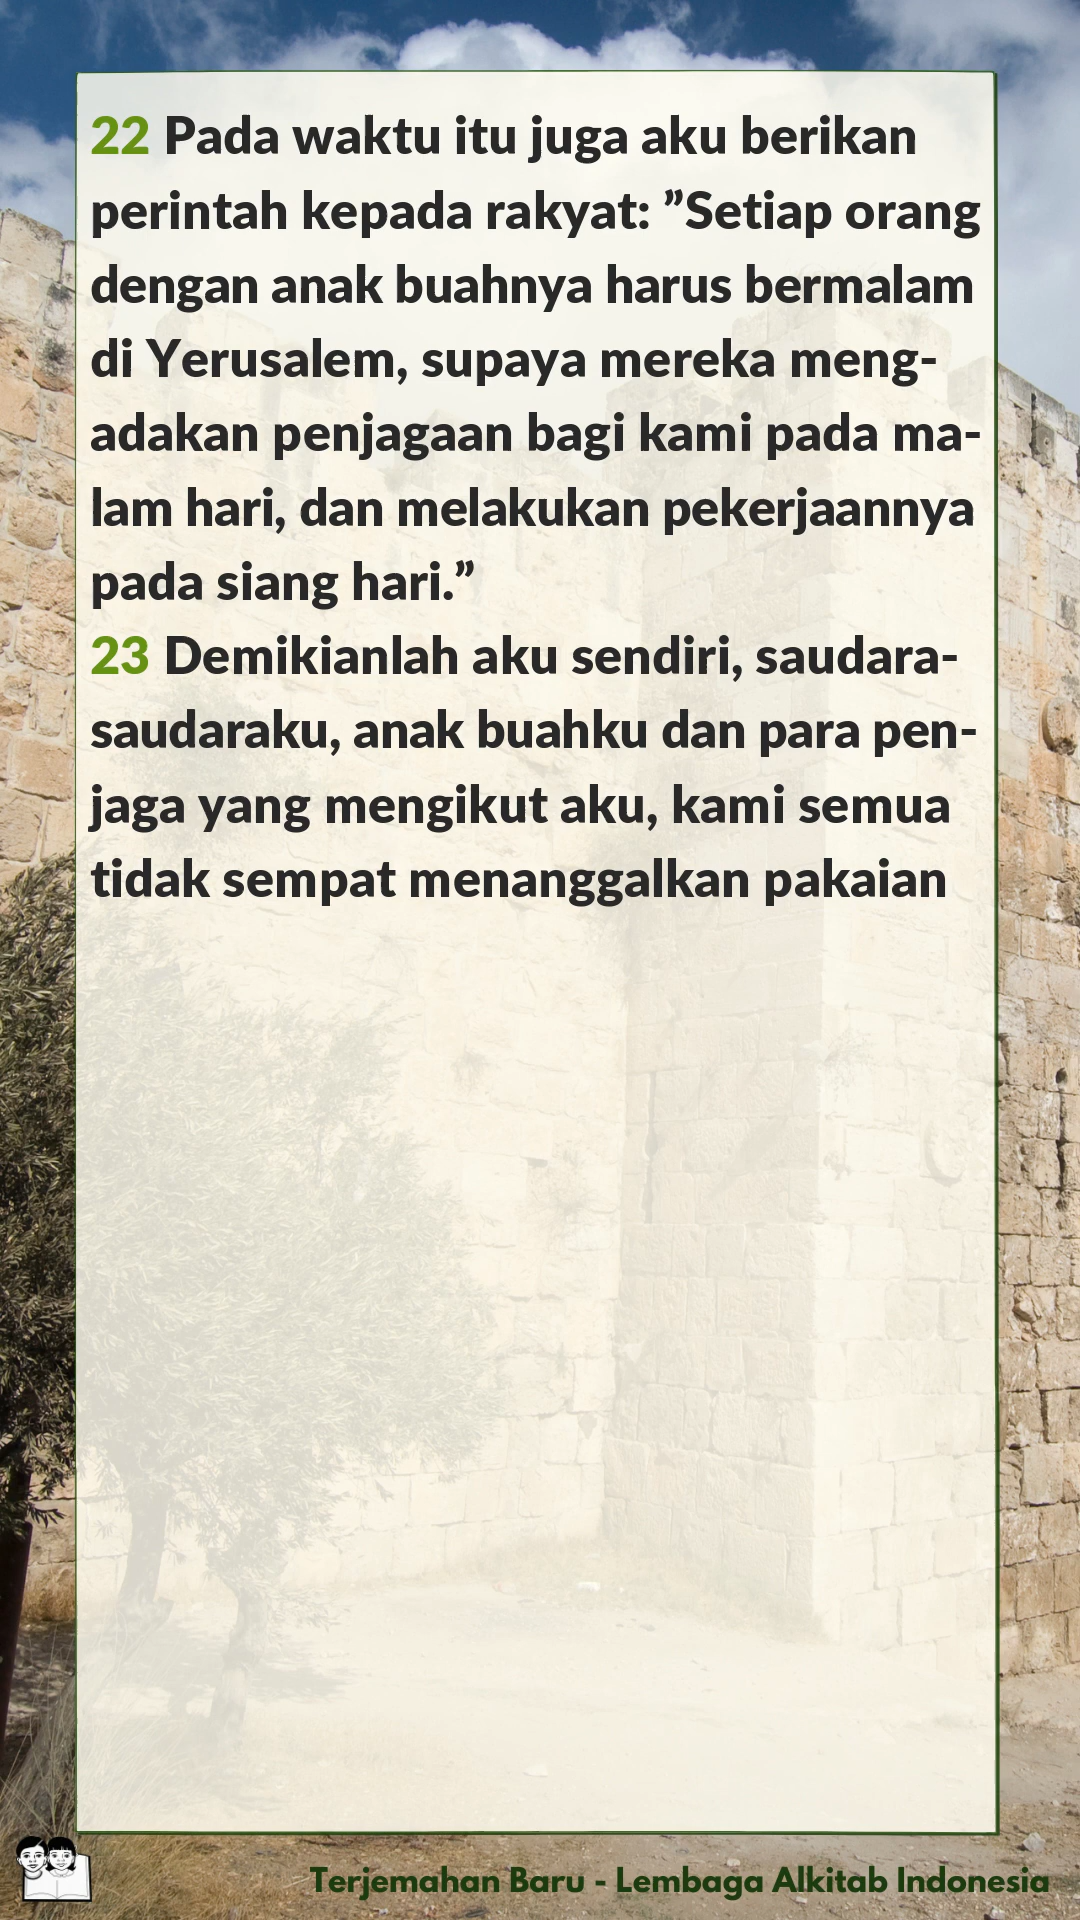 22 Pada waktu itu juga aku berikan
perintah kepada rakyat: ”Setiap orang
dengan anak buahnya harus bermalam
di Yerusalem, supaya mereka meng-
adakan penjagaan bagi kami pada ma-
lam hari, dan melakukan pekerjaannya
pada siang hari.”
23 Demikianlah aku sendiri, saudara-
saudaraku, anak buahku dan para pen-
jaga yang mengikut aku, kami semua
tidak sempat menanggalkan pakaian
Terjemahan Baru - Lembaga Alkitab Indonesia